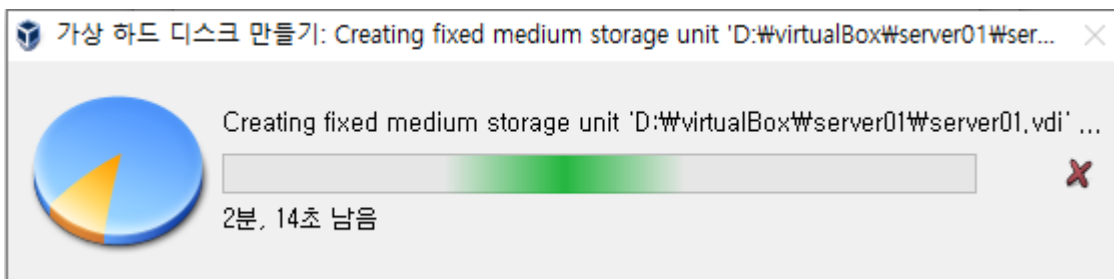 가상 하드 디스크 만들기: Creating fixed medium storage unit 'D:₩virtualBox₩server01₩ser...
Creating fixed medium storage unit 'D:₩virtualBox₩server01₩server01.vdi' ...
2분, 14초 남음